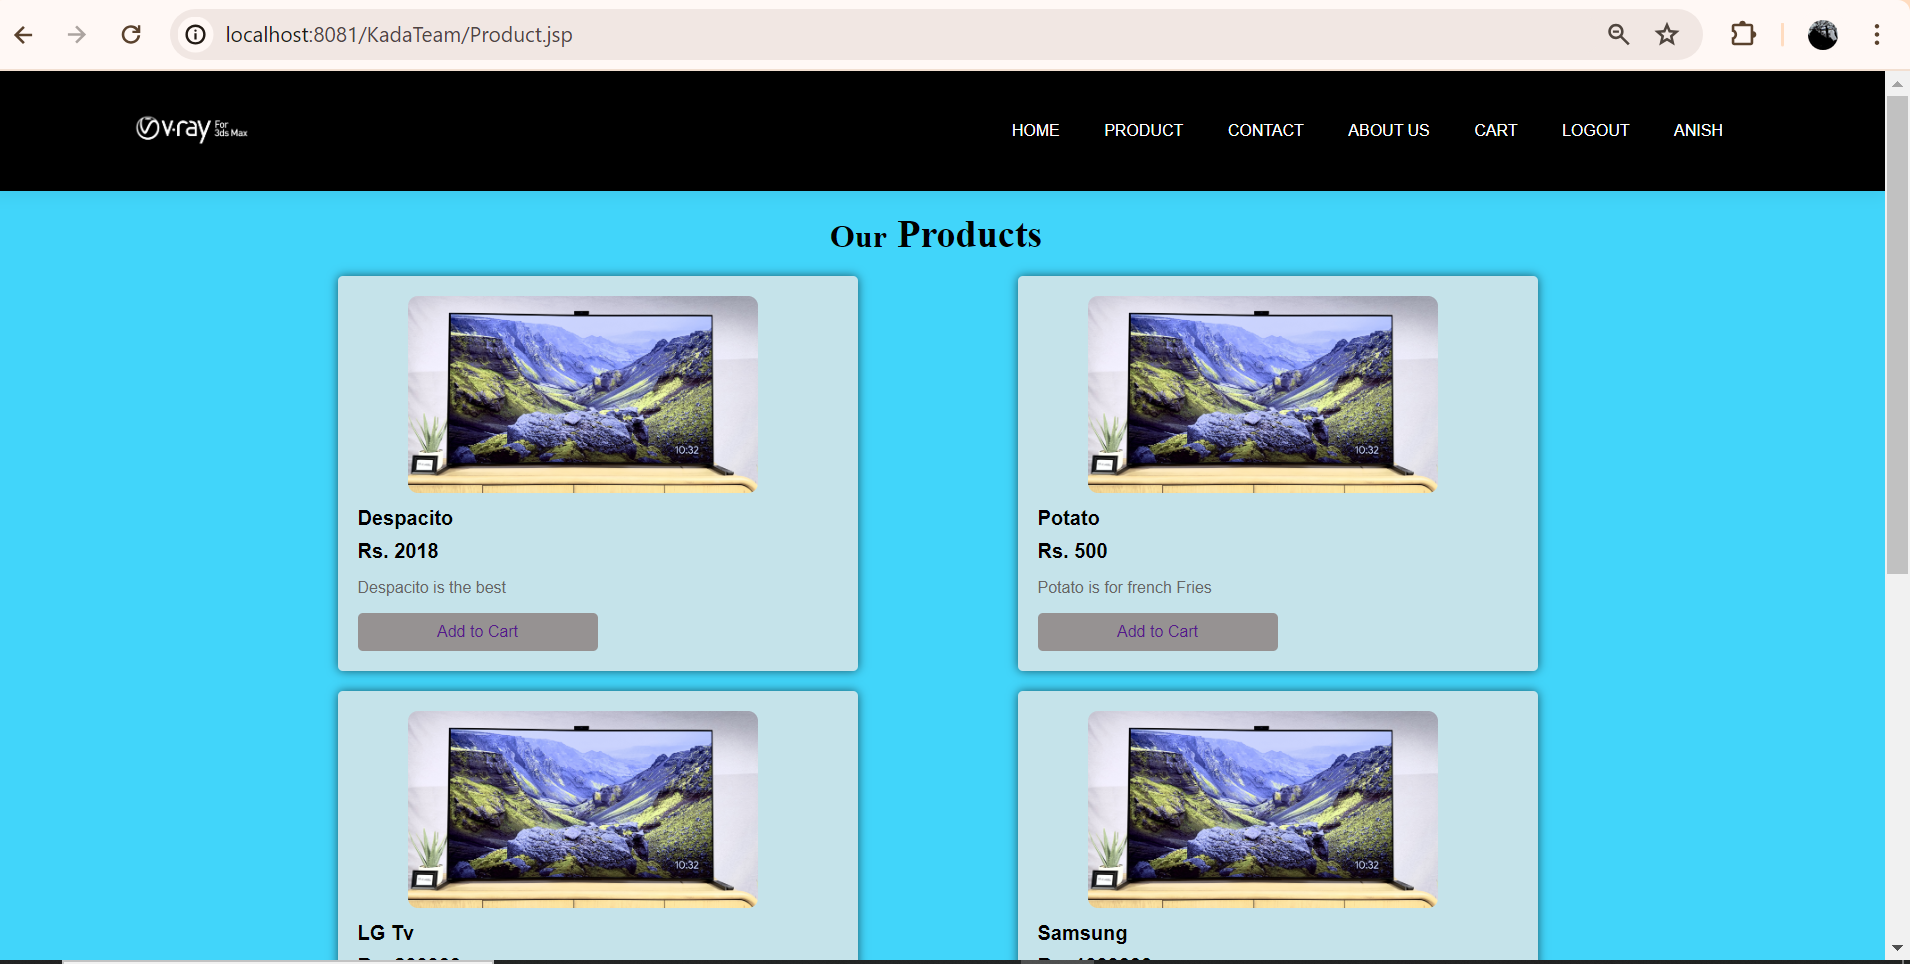 localhost:8081/KadaTeam/Product.jsp
v·ray For 3ds Max
HOME PRODUCT CONTACT ABOUT US CART LOGOUT ANISH
Our Products
10:32
Despacito
Rs. 2018
Despacito is the best
Add to Cart
10:32
Potato
Rs. 500
Potato is for french Fries
Add to Cart
10:32
LG Tv
10:32
Samsung